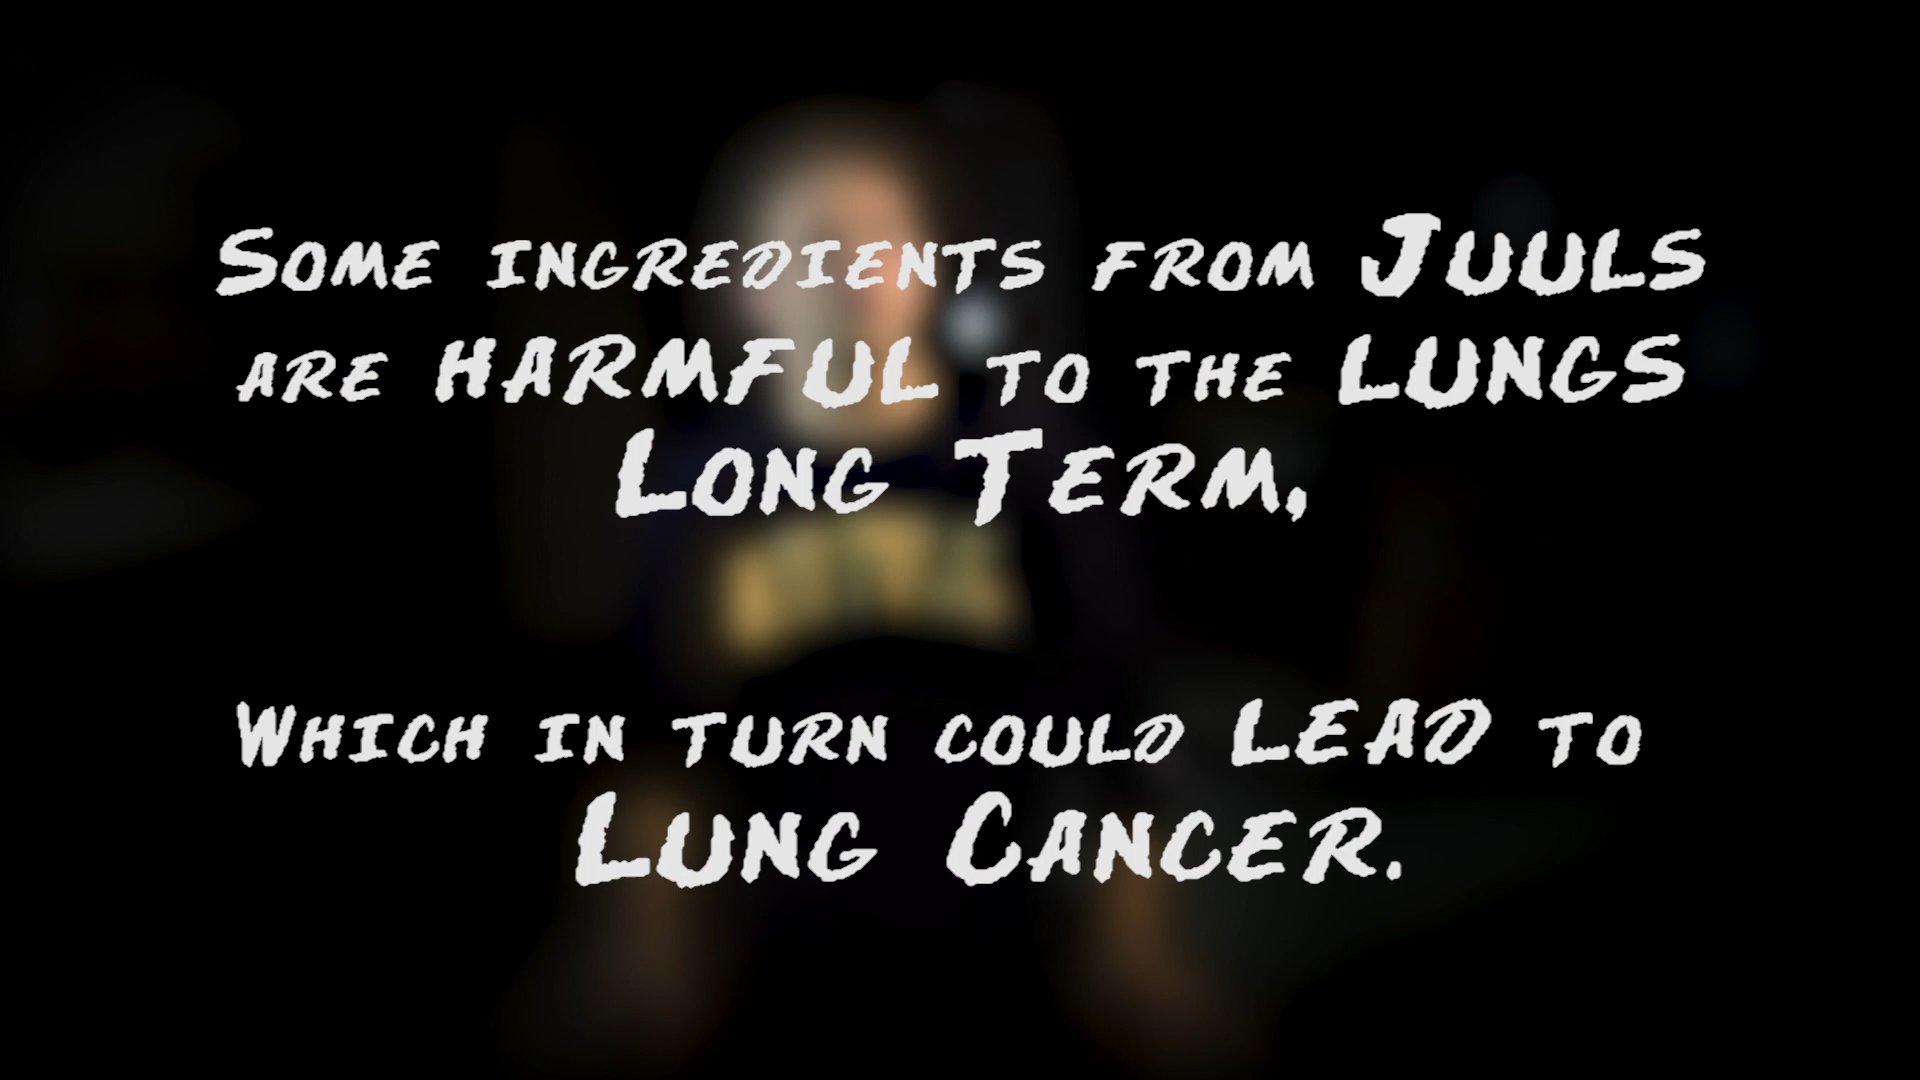 Some ingredients from Juuls
are HARMFUL to the LUNGS
Long Term,
Which in turn could LEAD to
Lung Cancer.